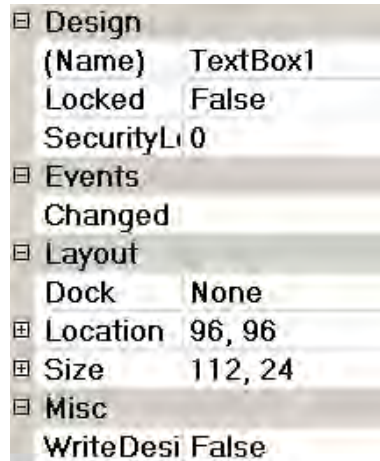 Design
(Name) TextBox1
Locked False
SecurityL 0
Events
Changed
Layout
Dock None
Location 96, 96
Size 112, 24
Misc
WriteDesi False